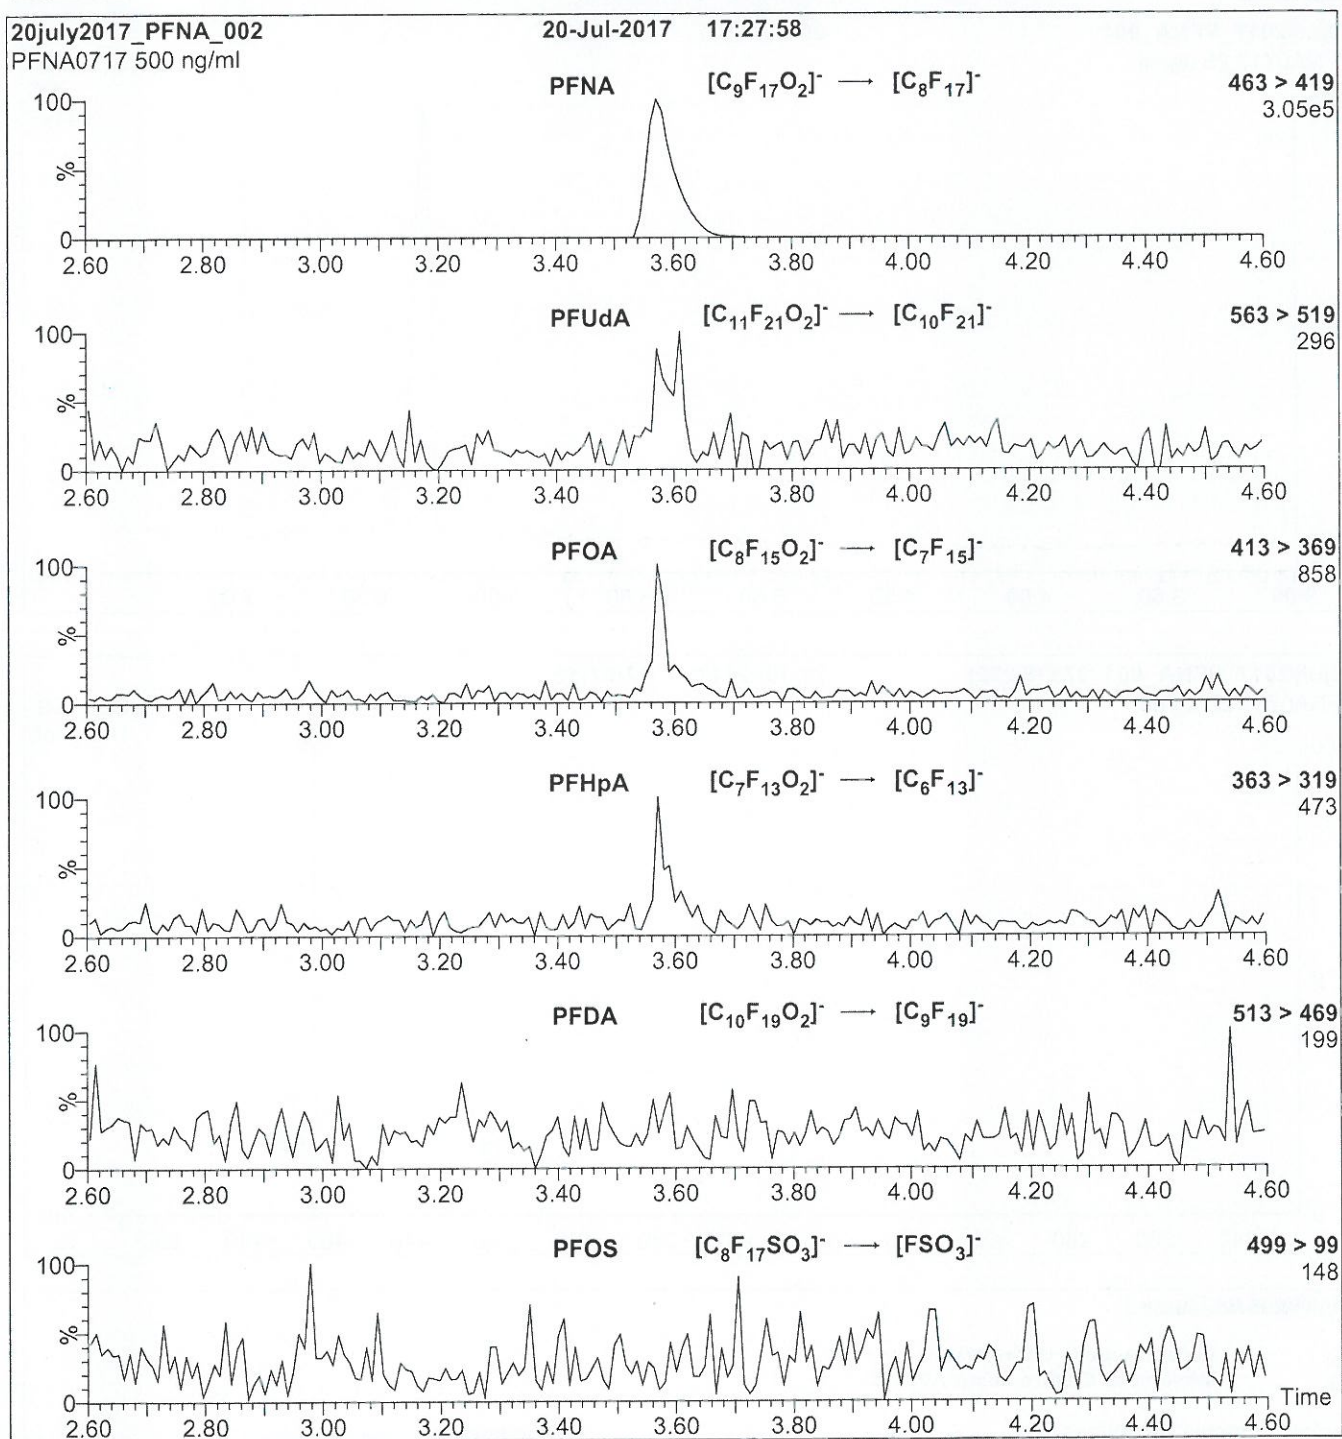 20july2017_PFNA_002 20-Jul-2017 17:27:58
PFNA0717 500 ng/ml
PFNA [C9F17O2]- → [C8F17]- 463 > 419
3.05e5
100
%
0
2.60 2.80 3.00 3.20 3.40 3.60 3.80 4.00 4.20 4.40 4.60
PFUdA [C11F21O2]- → [C10F21]- 563 > 519
296
100
%
0
2.60 2.80 3.00 3.20 3.40 3.60 3.80 4.00 4.20 4.40 4.60
PFOA [C8F15O2]- → [C7F15]- 413 > 369
858
100
%
0
2.60 2.80 3.00 3.20 3.40 3.60 3.80 4.00 4.20 4.40 4.60
PFHpA [C7F13O2]- → [C6F13]- 363 > 319
473
100
%
0
2.60 2.80 3.00 3.20 3.40 3.60 3.80 4.00 4.20 4.40 4.60
PFDA [C10F19O2]- → [C9F19]- 513 > 469
199
100
%
0
2.60 2.80 3.00 3.20 3.40 3.60 3.80 4.00 4.20 4.40 4.60
PFOS [C8F17SO3]- → [FSO3]- 499 > 99
148
100
%
0
Time
2.60 2.80 3.00 3.20 3.40 3.60 3.80 4.00 4.20 4.40 4.60